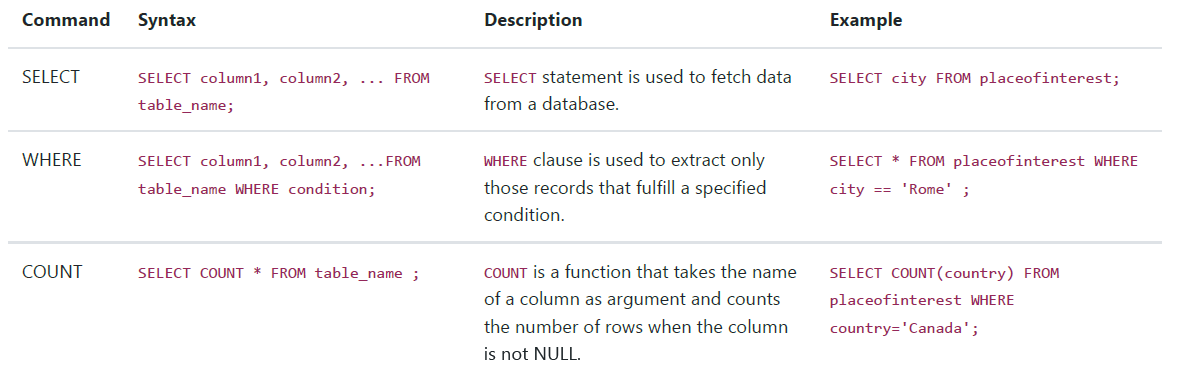 Command Syntax Description Example
SELECT SELECT column1, column2, ... FROM SELECT statement is used to fetch data SELECT city FROM placeofinterest;
table_name; from a database.
WHERE SELECT column1, column2, ...FROM WHERE clause is used to extract only SELECT * FROM placeofinterest WHERE
table_name WHERE condition; those records that fulfill a specified city == 'Rome' ;
condition.
COUNT SELECT COUNT * FROM table_name ; COUNT is a function that takes the name SELECT COUNT(country) FROM
of a column as argument and counts placeofinterest WHERE
the number of rows when the column country='Canada';
is not NULL.